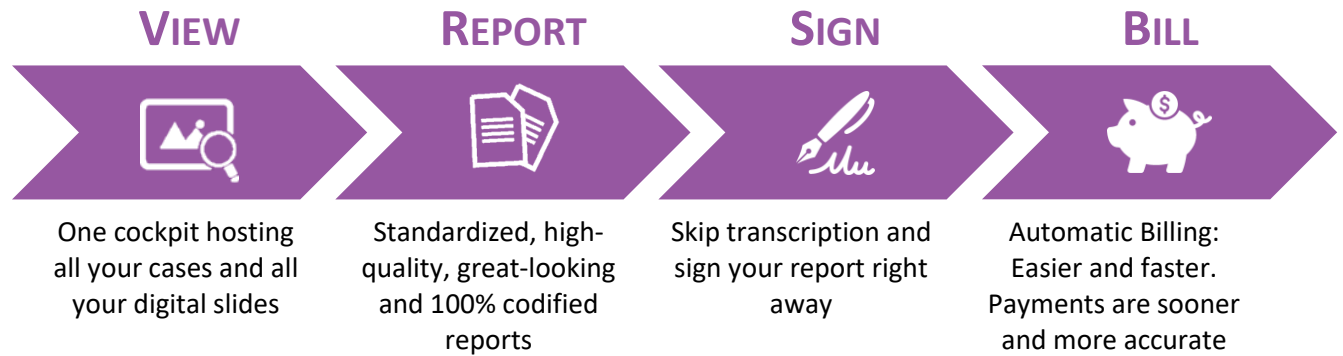 VIEW
REPORT
SIGN
BILL
$
One cockpit hosting
all your cases and all
your digital slides
Standardized, high-
quality, great-looking
and 100% codified
reports
Skip transcription and
sign your report right
away
Automatic Billing:
Easier and faster.
Payments are sooner
and more accurate